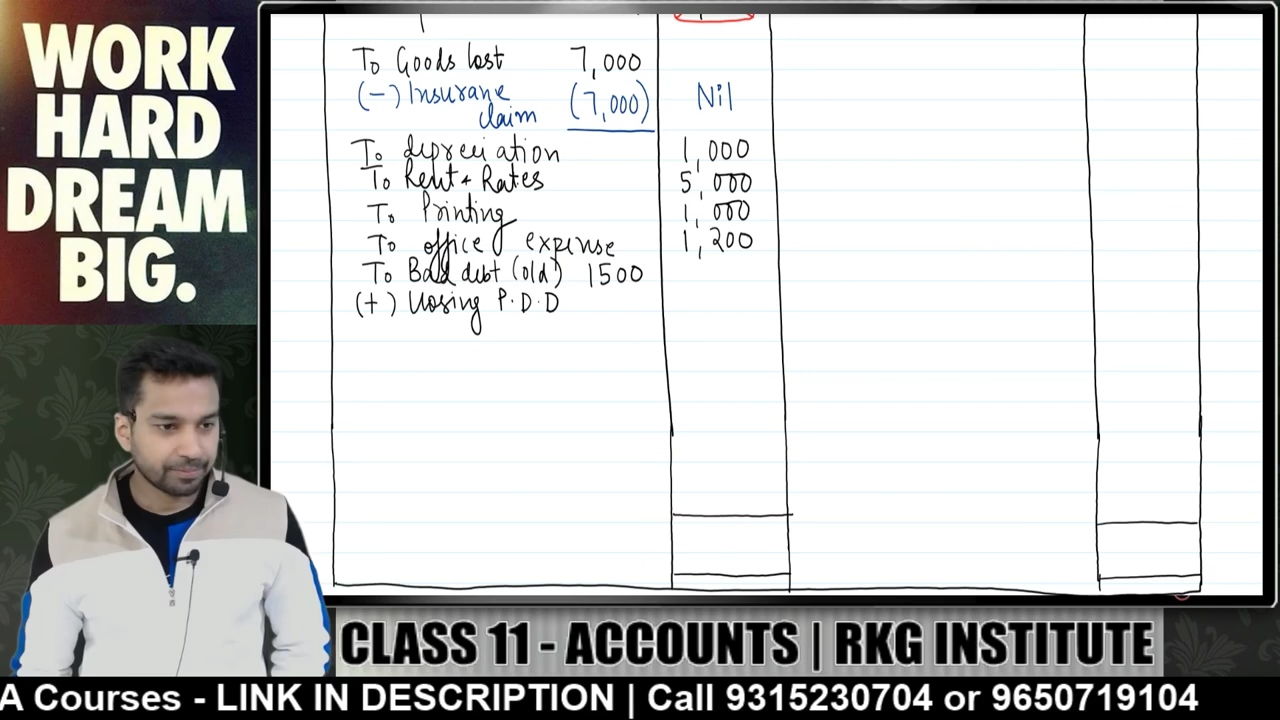 WORK
HARD
DREAM
BIG.
To Goods lost 7,000
(-) Insurane claim (7,000) Nil
To depreciation 1,000
To Rent + Rates 5,000
To Printing 1,000
To office expense 1,200
To Bad debt (old) 1500
(+) Closing P.D.D
CLASS 11 - ACCOUNTS | RKG INSTITUTE
A Courses - LINK IN DESCRIPTION | Call 9315230704 or 9650719104